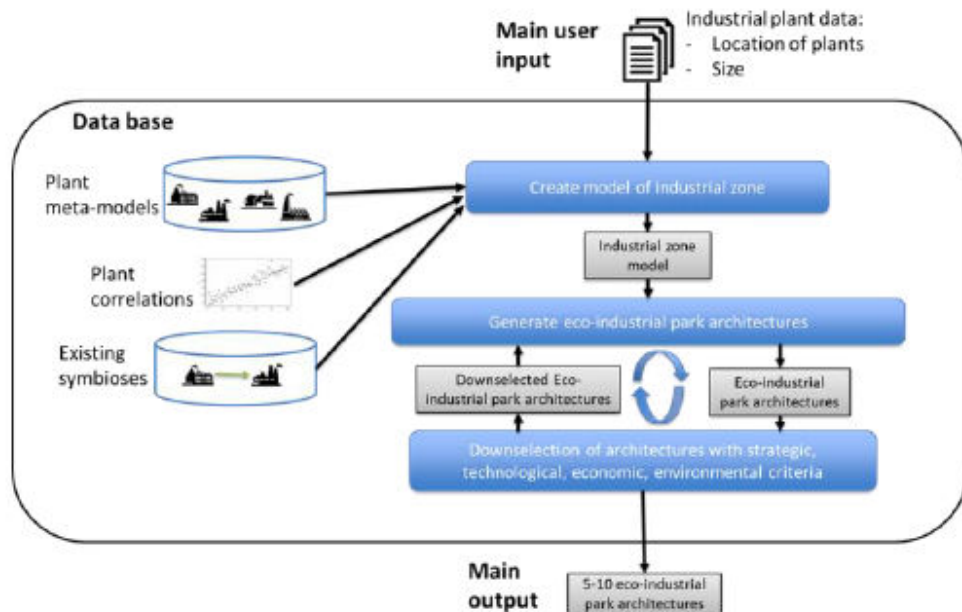 Main user
input
Industrial plant data:
- Location of plants
- Size
Data base
Plant
meta-models
Create model of industrial zone
Industrial zone
model
Plant
correlations
Generate eco-industrial park architectures
Existing
symbioses
Downselected Eco-
industrial park architectures
Eco-industrial
park architectures
Downselection of architectures with strategic,
technological, economic, environmental criteria
Main
output
5-10 eco-industrial
park architectures